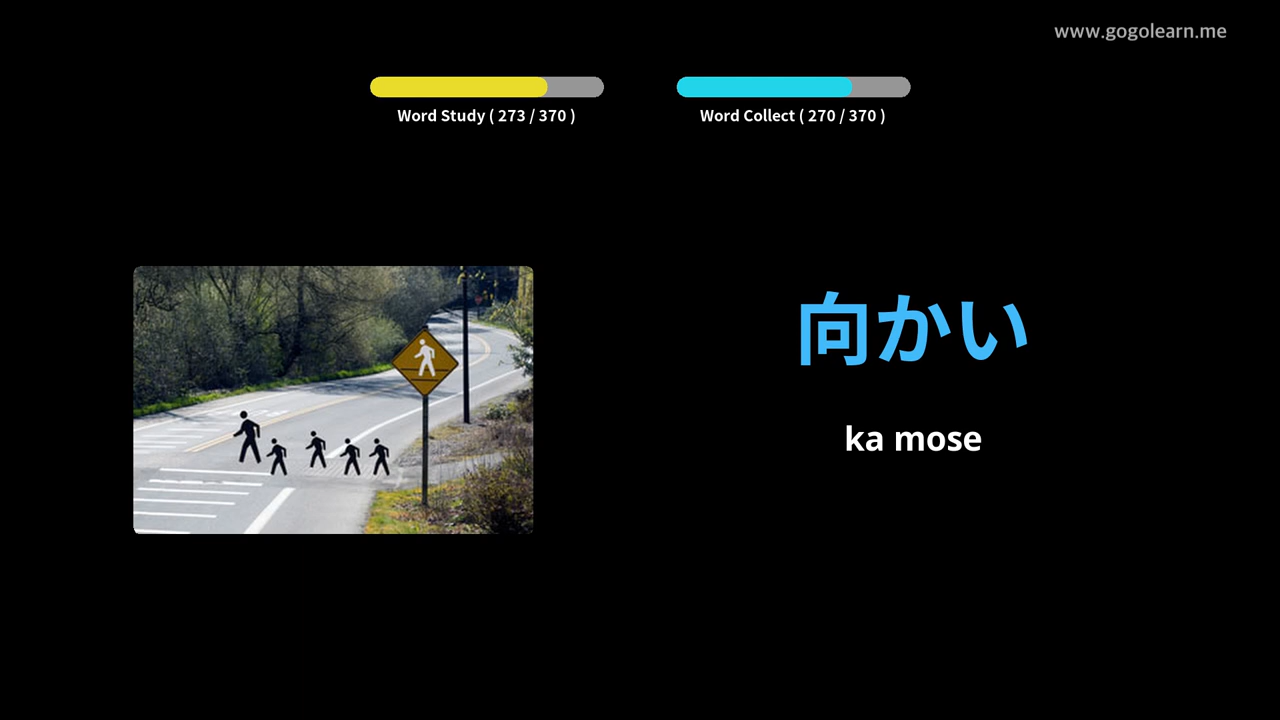 www.gogolearn.me
Word Study ( 273 / 370 )
Word Collect ( 270 / 370 )
向かい
ka mose